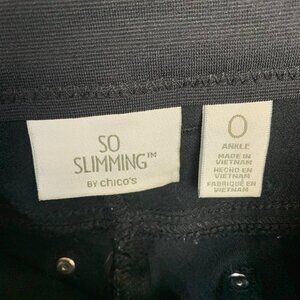 SO
SLIMMING™
BY chico's
0
ANKLE
MADE IN
VIETNAM
HECHO EN
VIETNAM
FABRIQUÉ EN
VIETNAM